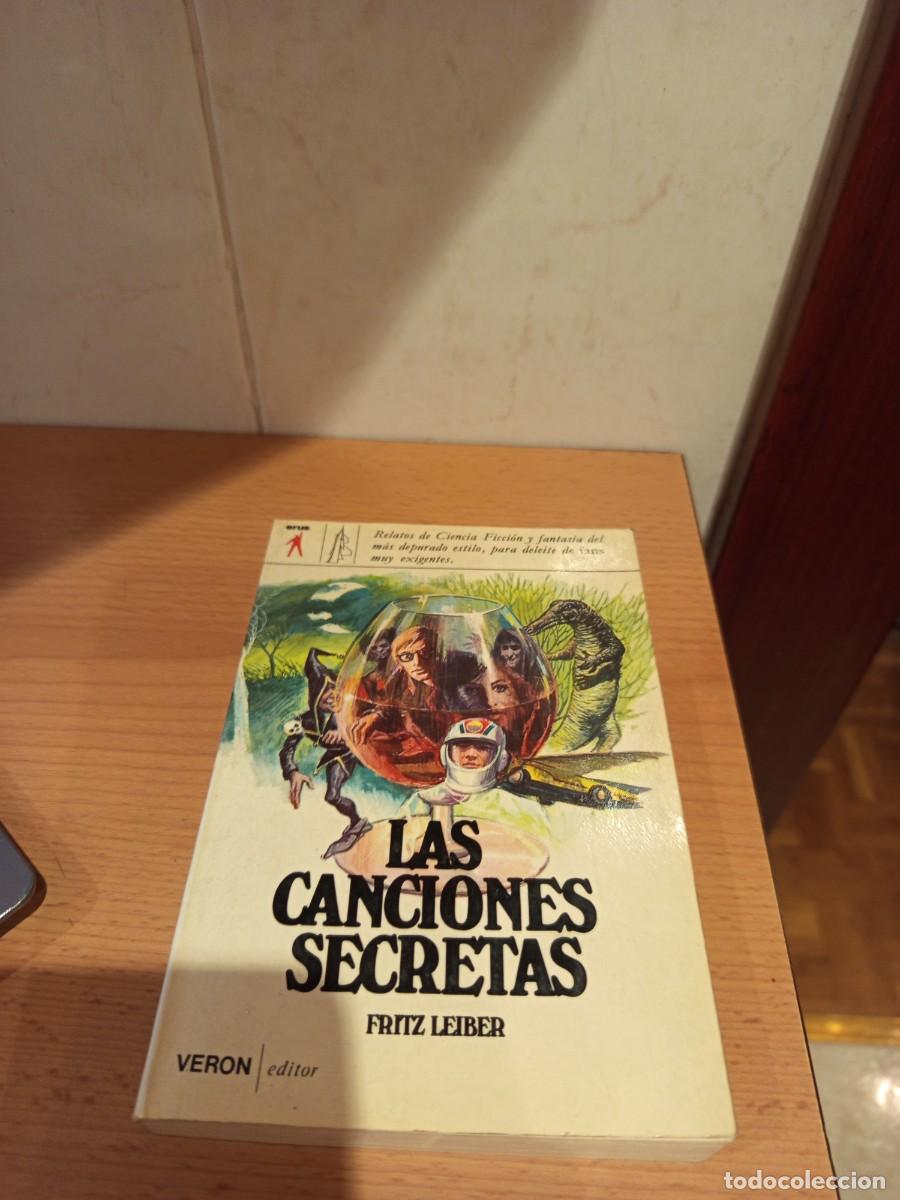 erus
Relatos de Ciencia Ficción y fantasía del
más depurado estilo, para deleite de fans
muy exigentes.
LAS
CANCIONES
SECRETAS
FRITZ LEIBER
VERON editor
todocoleccion